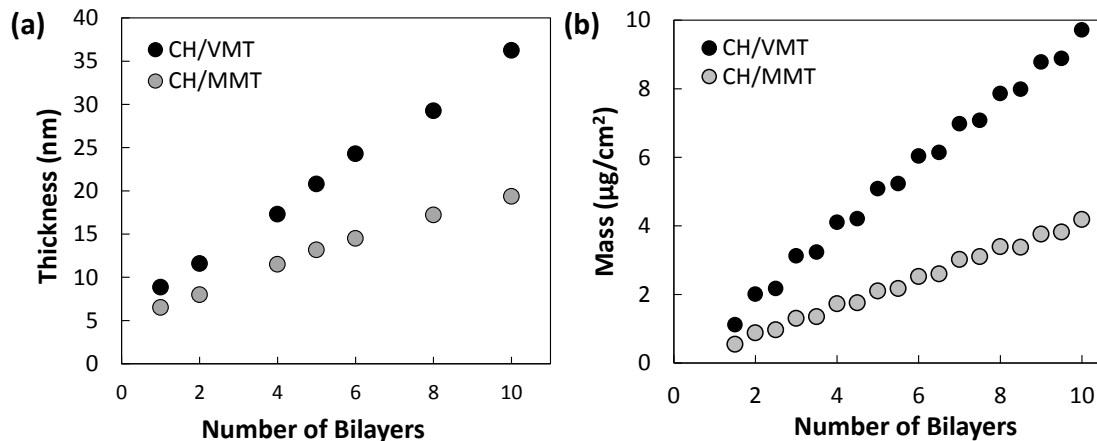 (a)
40
35
30
25
20
15
10
5
0
Thickness (nm)
CH/VMT
CH/MMT
0 2 4 6 8 10
Number of Bilayers
(b)
10
8
6
4
2
0
Mass (µg/cm²)
CH/VMT
CH/MMT
0 2 4 6 8 10
Number of Bilayers